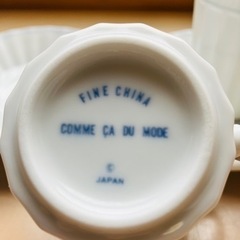 FINE CHINA
COMME ÇA DU MODE
©
JAPAN